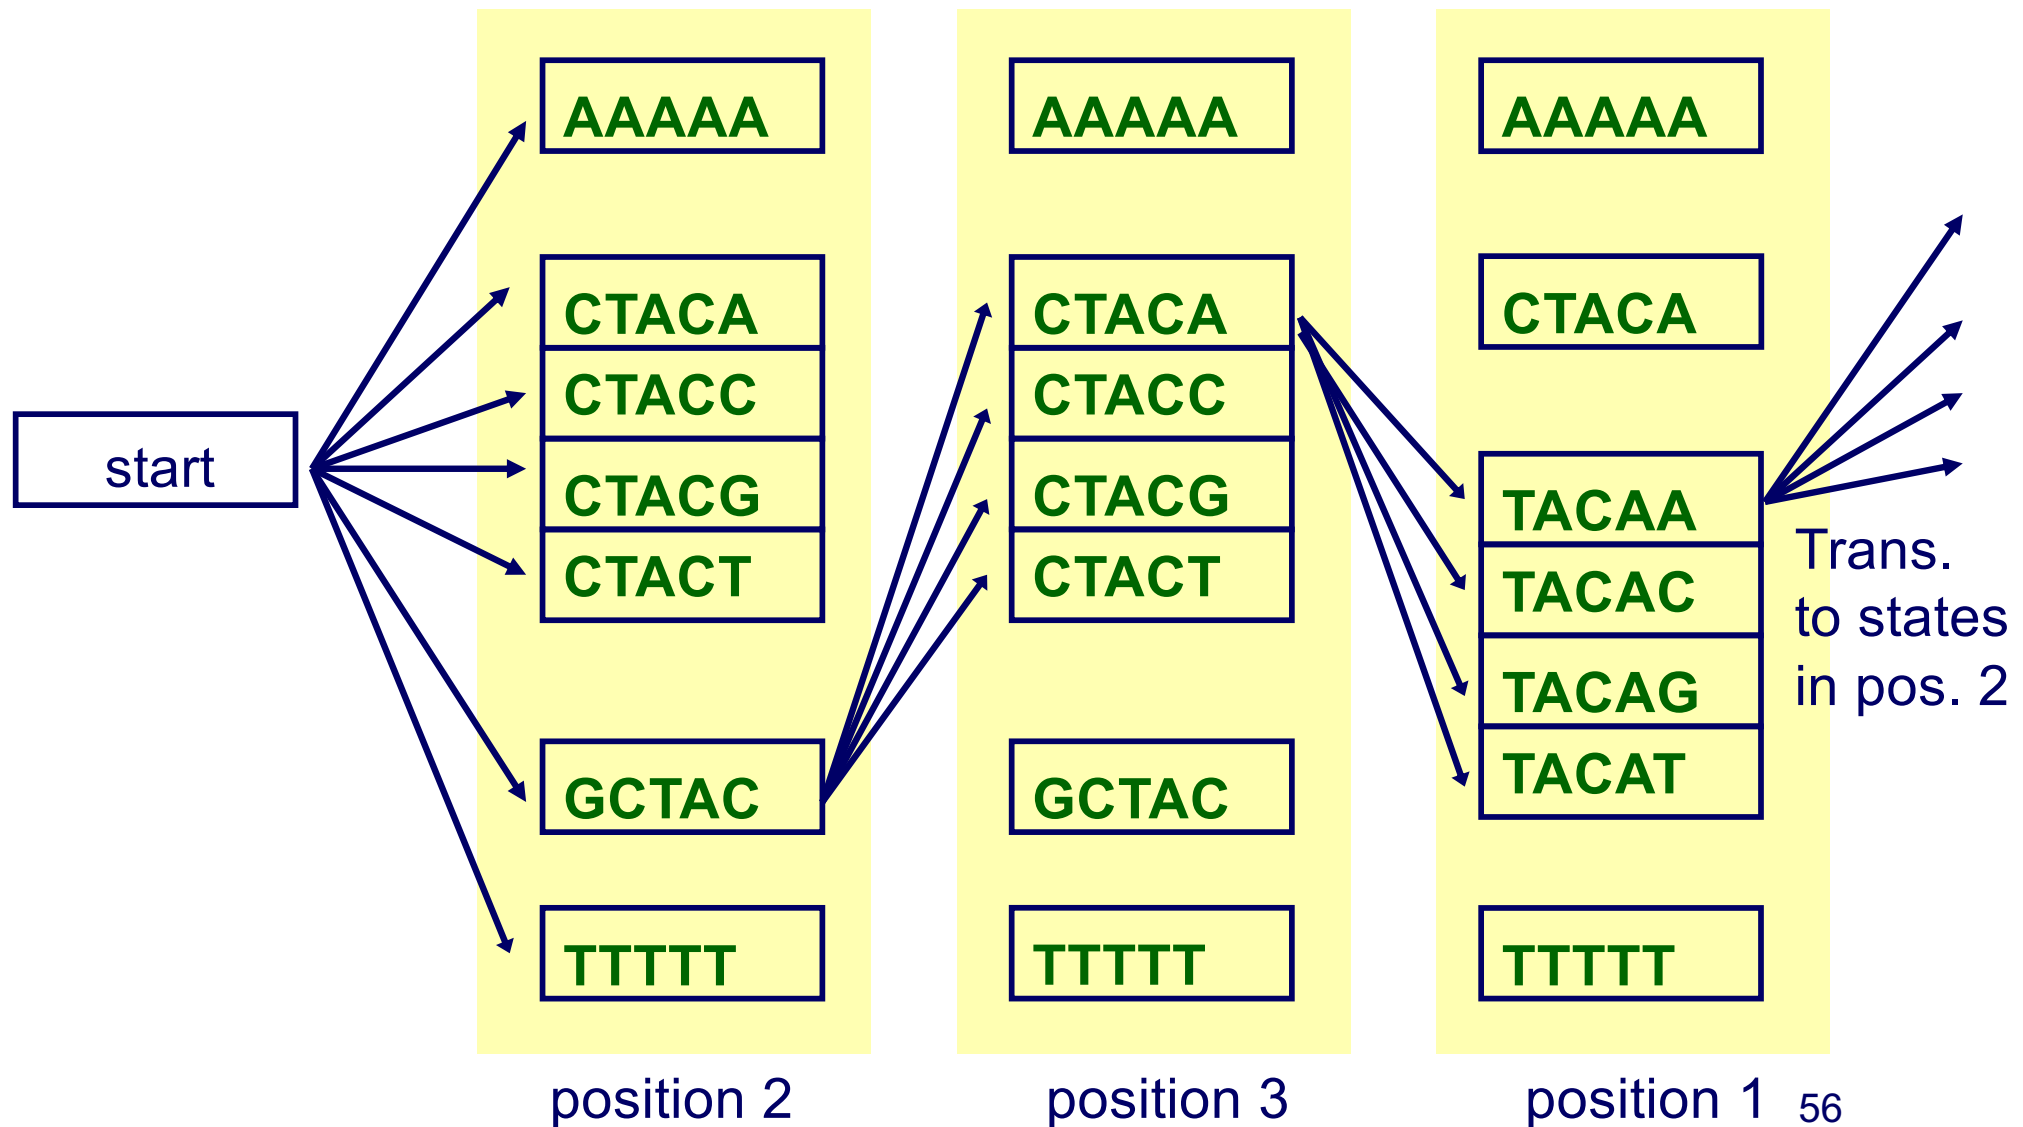 start
AAAAA
CTACA
CTACC
CTACG
CTACT
GCTAC
TTTTT
position 2
AAAAA
CTACA
CTACC
CTACG
CTACT
GCTAC
TTTTT
position 3
AAAAA
CTACA
TACAA
TACAC
TACAG
TACAT
TTTTT
position 1
Trans.
to states
in pos. 2
56